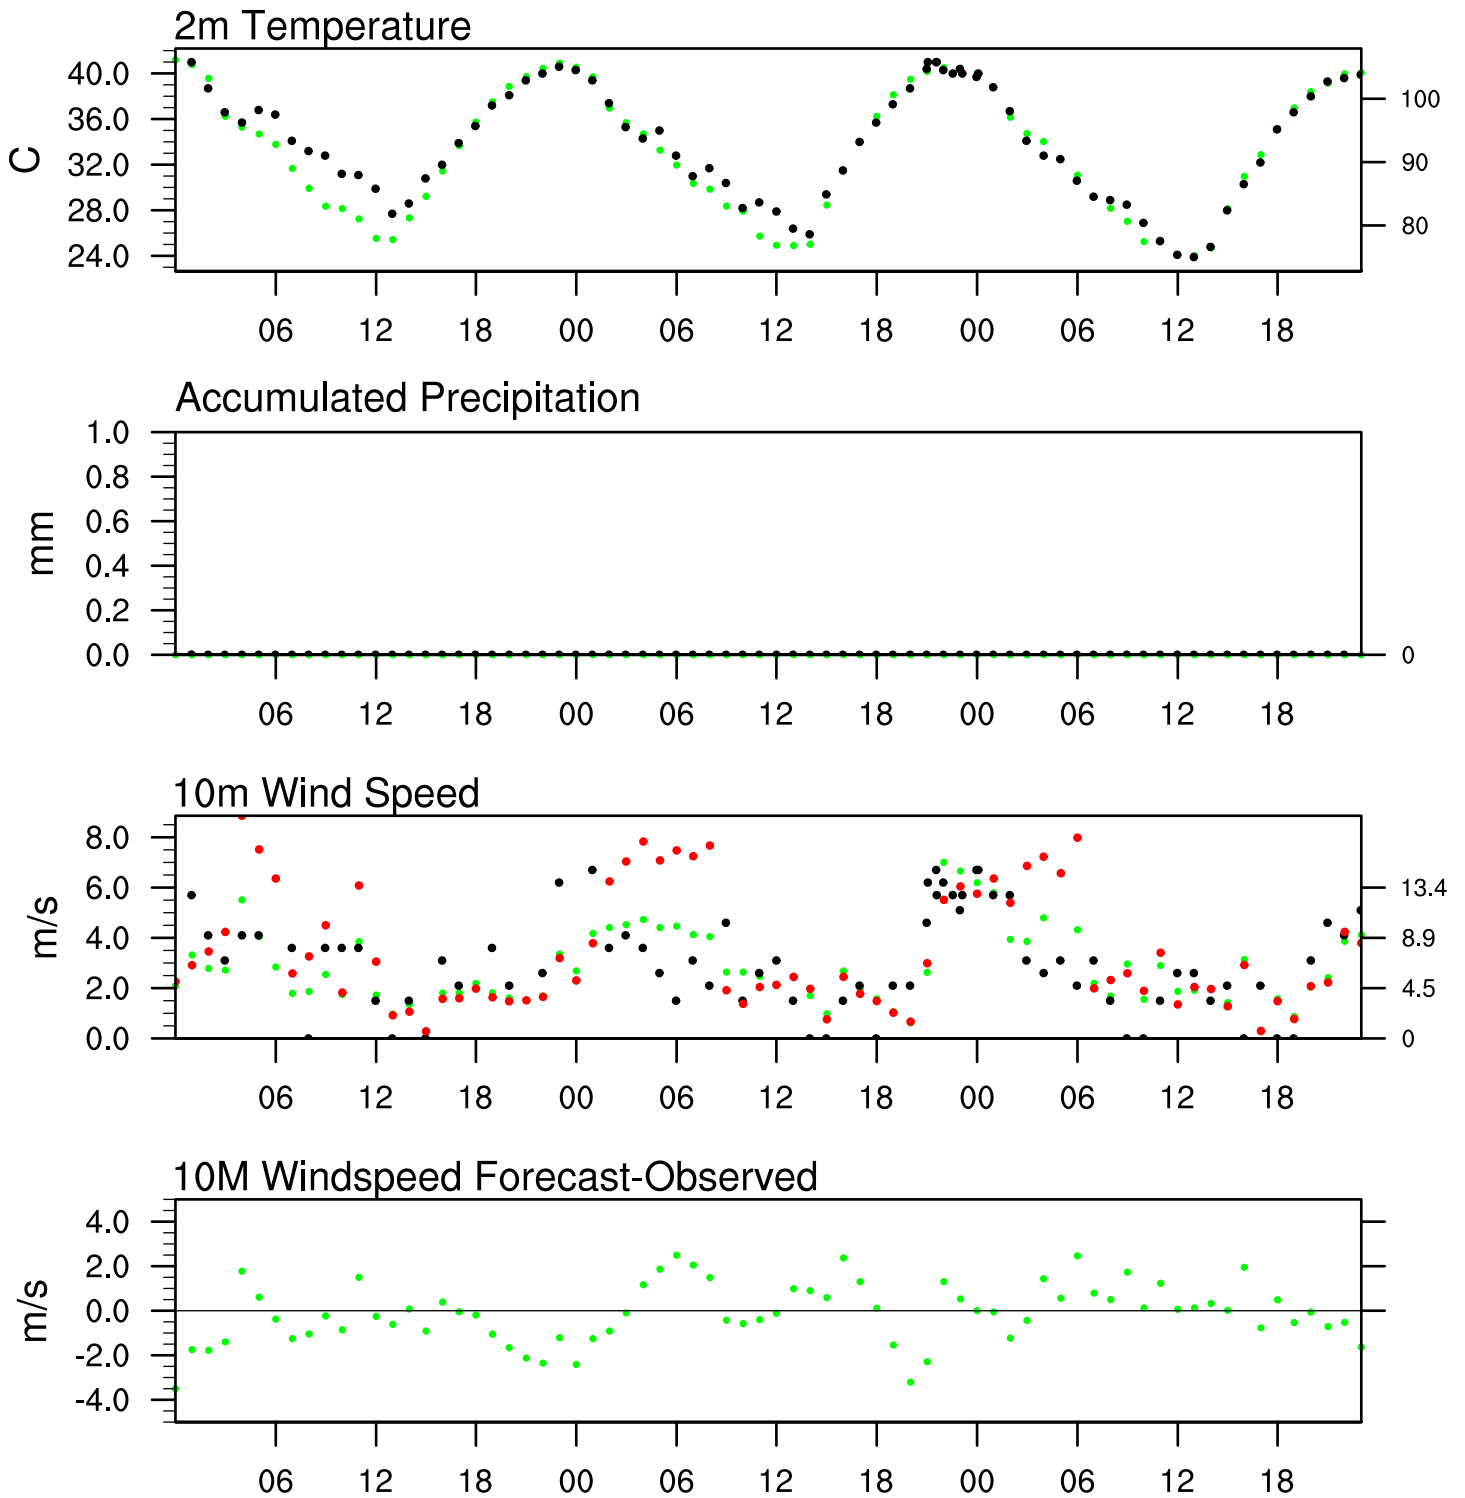 2m Temperature
40.0
36.0
32.0
28.0
24.0
C
100
90
80
06 12 18 00 06 12 18 00 06 12 18
Accumulated Precipitation
1.0
0.8
0.6
0.4
0.2
0.0
mm
0
06 12 18 00 06 12 18 00 06 12 18
10m Wind Speed
8.0
6.0
4.0
2.0
0.0
m/s
13.4
8.9
4.5
0
06 12 18 00 06 12 18 00 06 12 18
10M Windspeed Forecast-Observed
4.0
2.0
0.0
-2.0
-4.0
m/s
06 12 18 00 06 12 18 00 06 12 18